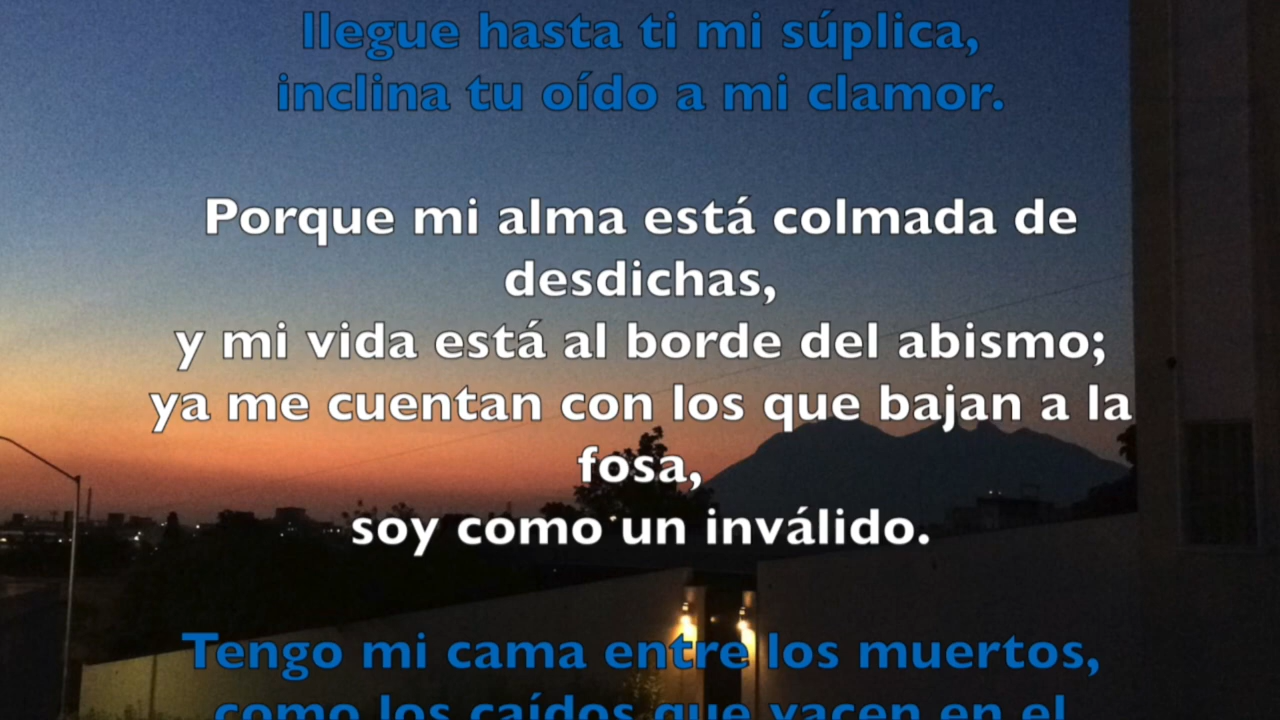 llegue hasta ti mi súplica,
inclina tu oído a mi clamor.
Porque mi alma está colmada de
desdichas,
y mi vida está al borde del abismo;
ya me cuentan con los que bajan a la
fosa,
soy como un inválido.
Tengo mi cama entre los muertos,
como los caídos que yacen en el